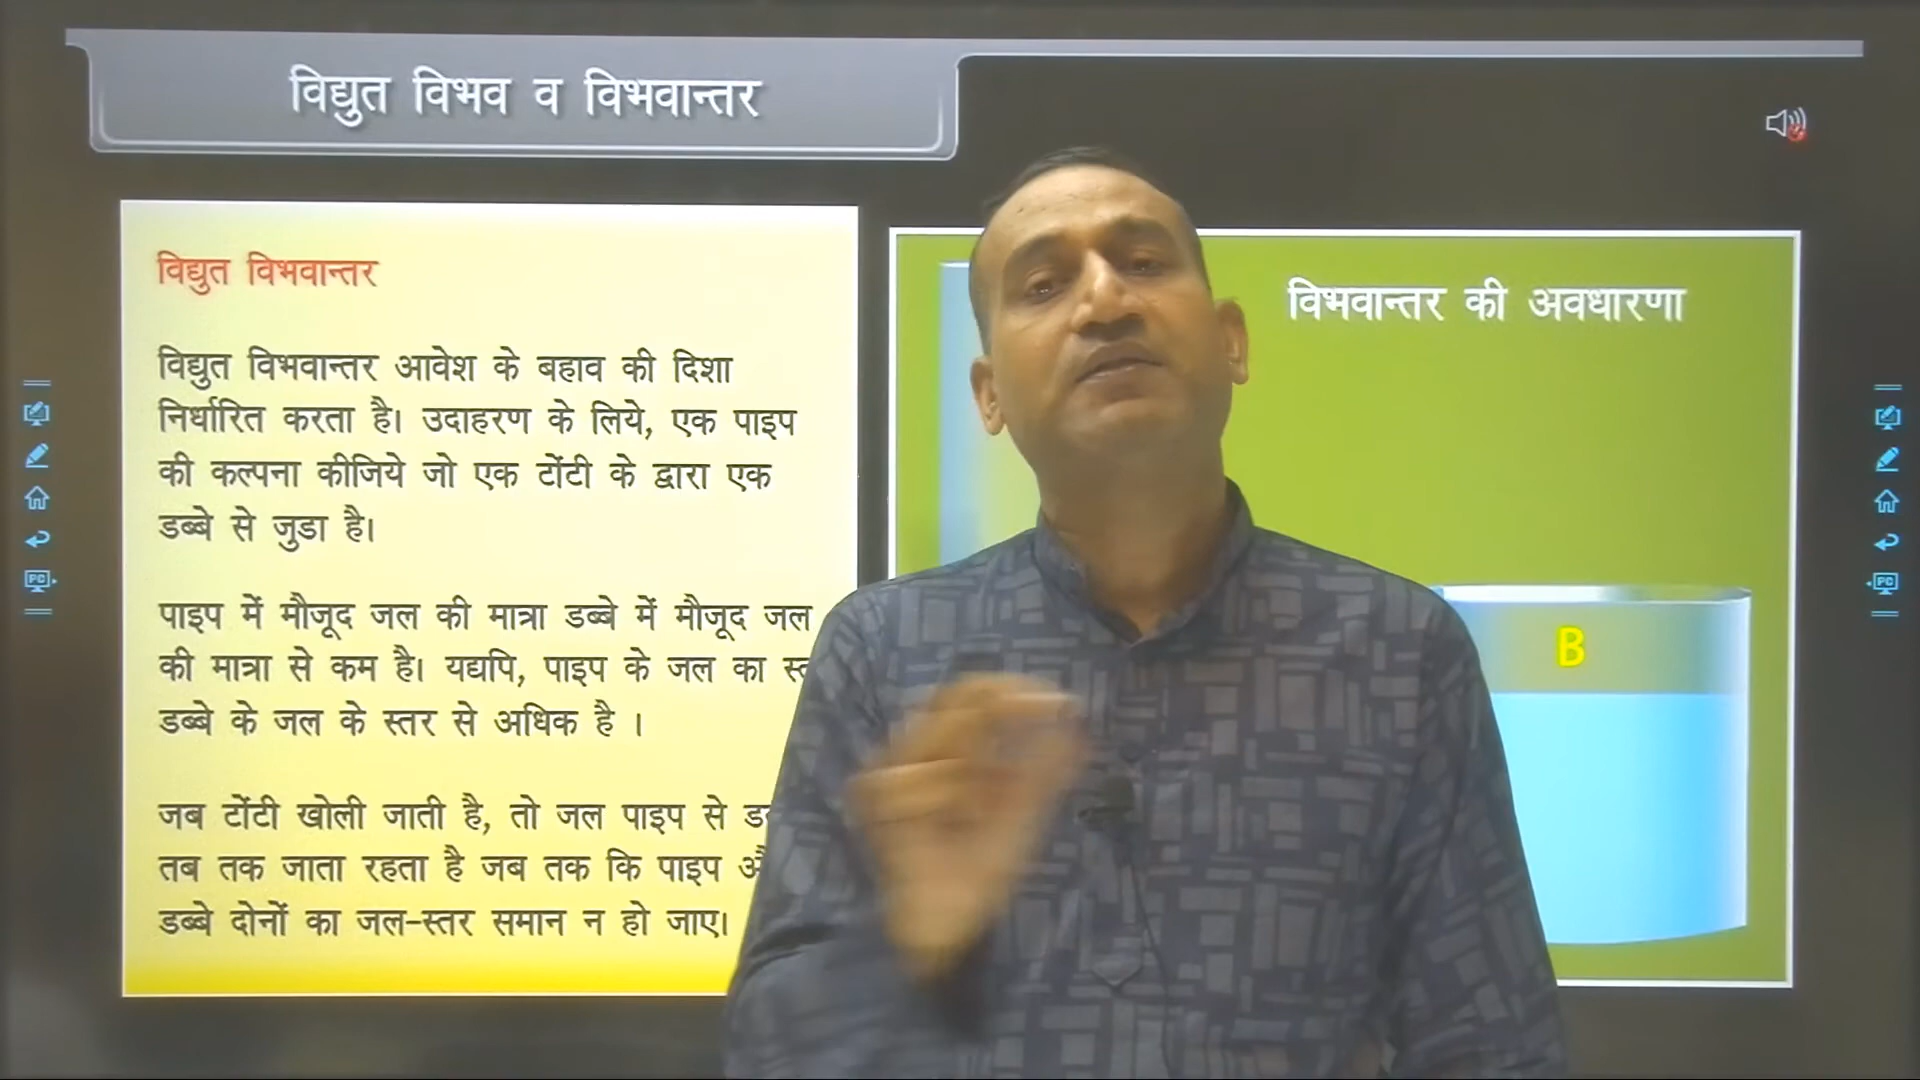 विद्युत विभव व विभवान्तर
विद्युत विभवान्तर
विद्युत विभवान्तर आवेश के बहाव की दिशा
निर्धारित करता है। उदाहरण के लिये, एक पाइप
की कल्पना कीजिये जो एक टोंटी के द्वारा एक
डब्बे से जुडा है।
पाइप में मौजूद जल की मात्रा डब्बे में मौजूद जल
की मात्रा से कम है। यद्यपि, पाइप के जल का
डब्बे के जल के स्तर से अधिक है ।
जब टोंटी खोली जाती है, तो जल पाइप से
तब तक जाता रहता है जब तक कि पाइप
डब्बे दोनों का जल-स्तर समान न हो जाए।
विभवान्तर की अवधारणा
B
PC
PC